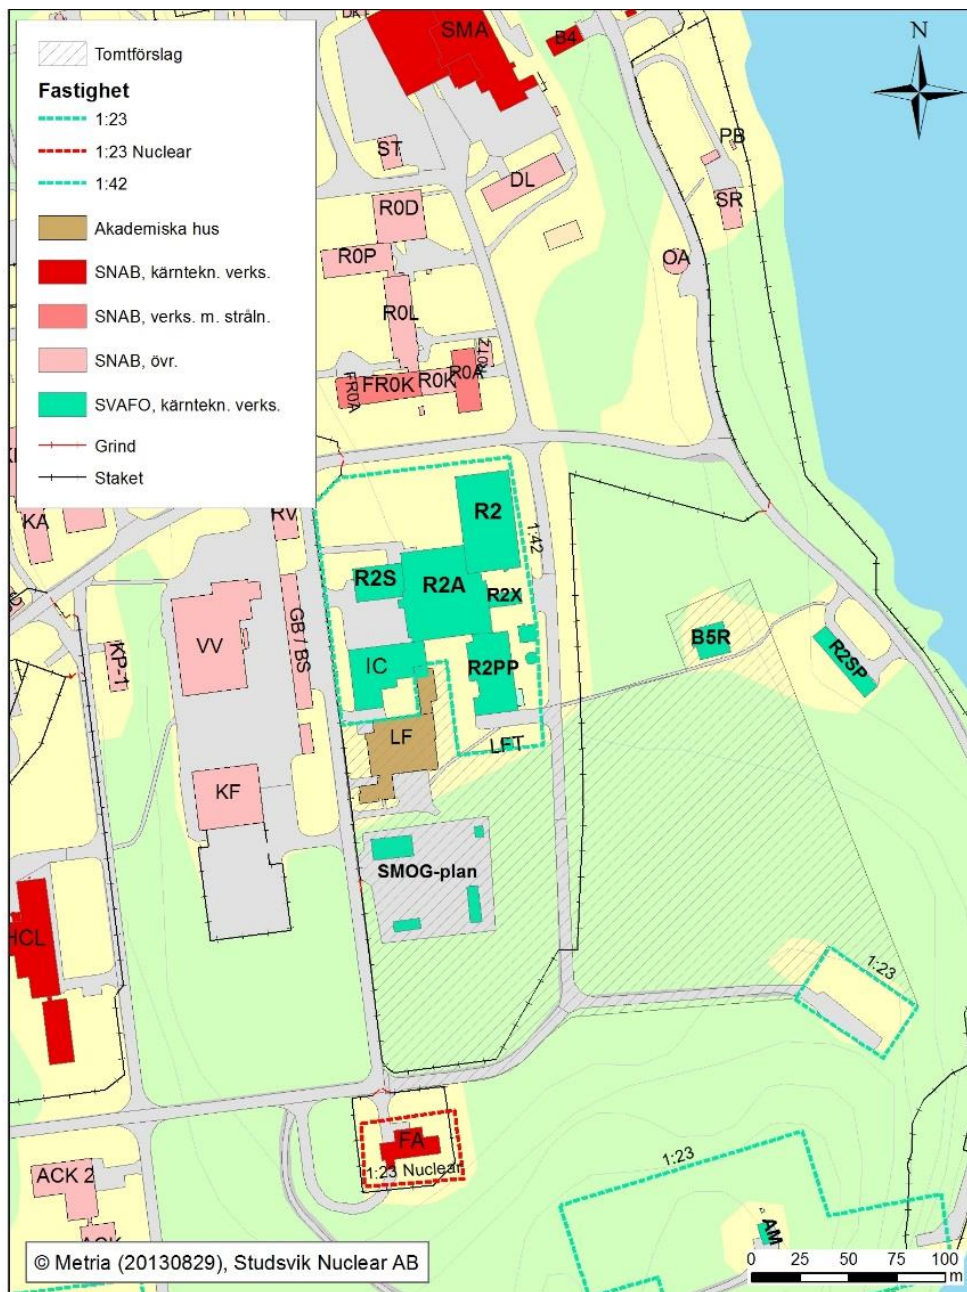 Tomtförslag
Fastighet
1:23
1:23 Nuclear
1:42
Akademiska hus
SNAB, kärntekn. verks.
SNAB, verks. m. stråln.
SNAB, övr.
SVAFO, kärntekn. verks.
Grind
Staket
SMA
B4
N
PB
ST
DL
SR
R0D
R0P
OA
R0L
R0TZ
R0A
FR0K
R0K
FR0A
R2
1:42
KA
RV
R2S
R2A
R2X
B5R
GB / BS
VV
KP-1
IC
R2PP
R2SP
LF
LFT
KF
SMOG-plan
HCL
1:23
FA
1:23 Nuclear
1:23
ACK 2
AM
© Metria (20130829), Studsvik Nuclear AB
0 25 50 75 100
m